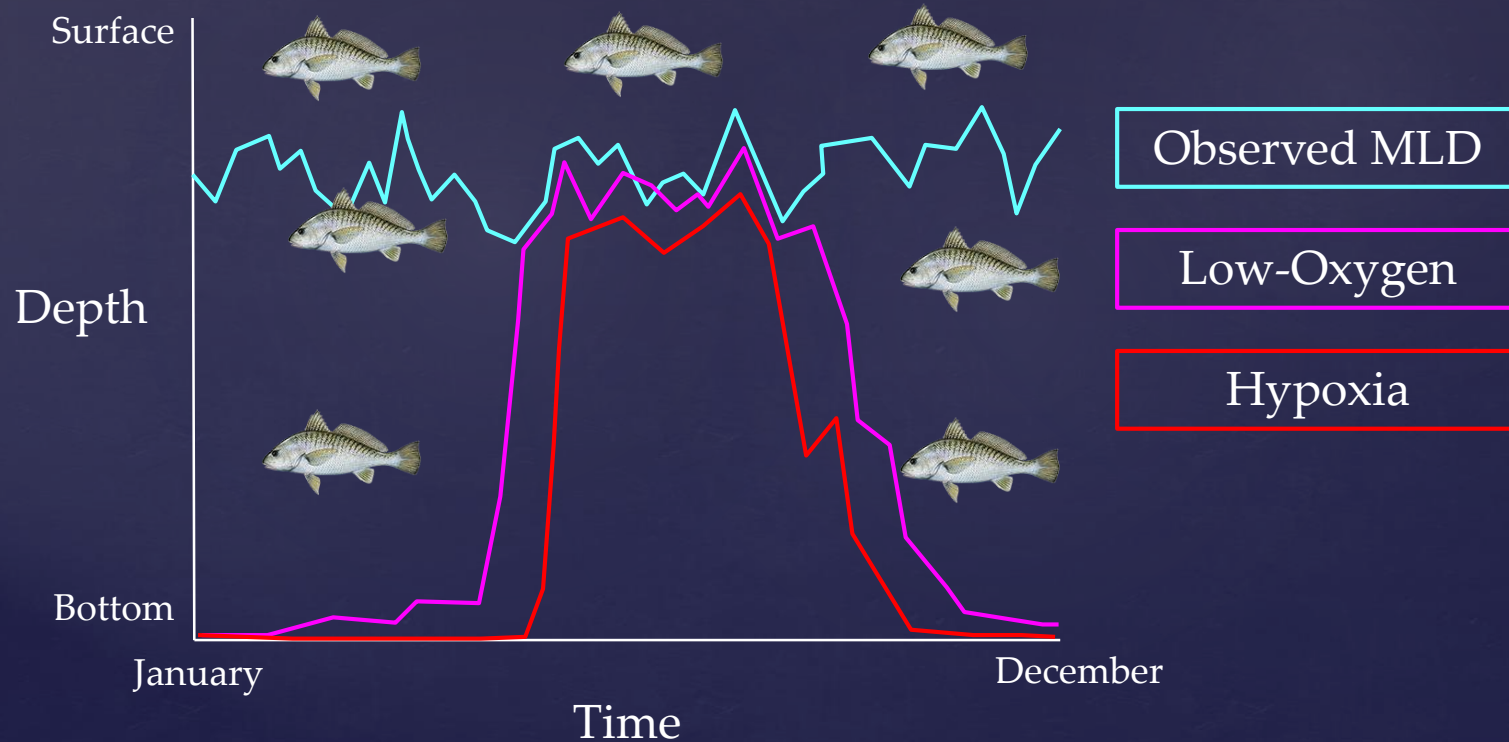 Surface
Observed MLD
Low-Oxygen
Depth
Hypoxia
Bottom
January
December
Time